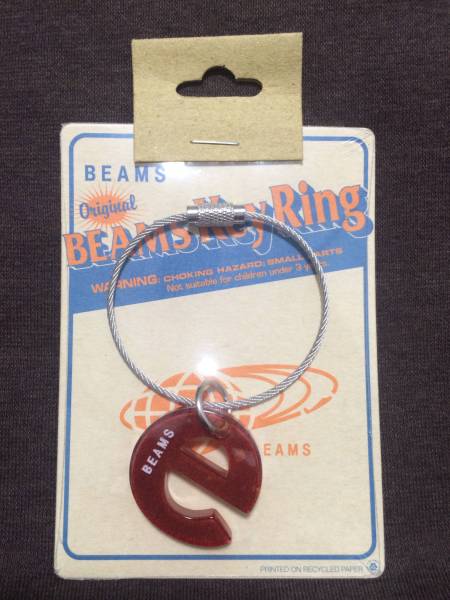 BEAMS
Original
BEAMS Key Ring
WARNING: CHOKING HAZARD: SMALL PARTS
Not suitable for children under 3 years.
BEAMS
BEAMS
PRINTED ON RECYCLED PAPER